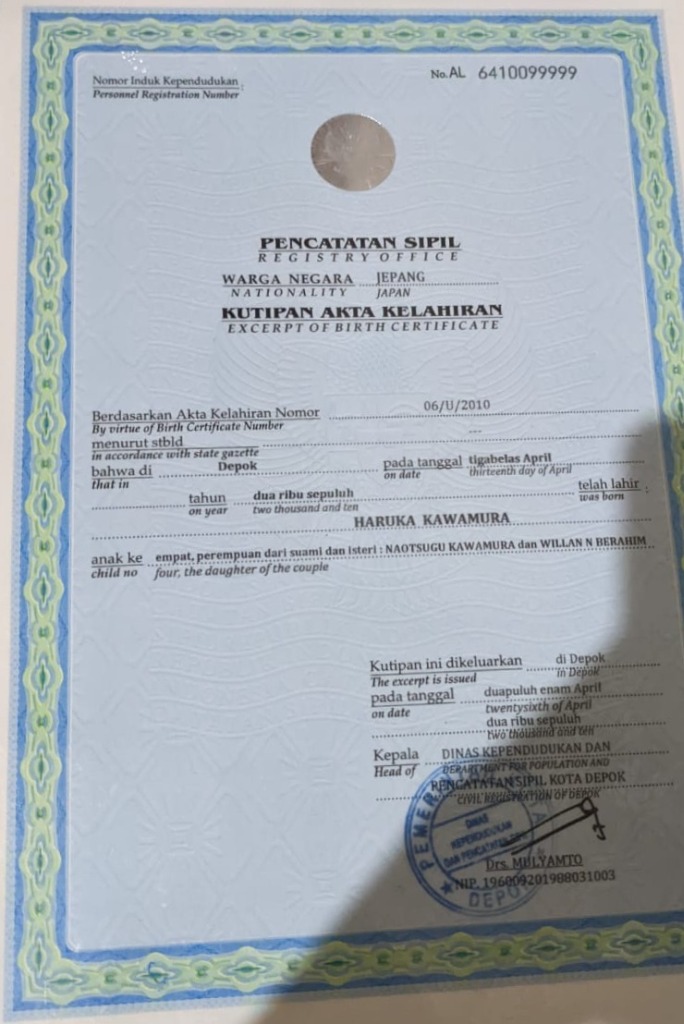 Nomor Induk Kependudukan :
Personnel Registration Number
No. AL 6410099999
PENCATATAN SIPIL
REGISTRY OFFICE
WARGA NEGARA JEPANG
NATIONALITY JAPAN
KUTIPAN AKTA KELAHIRAN
EXCERPT OF BIRTH CERTIFICATE
Berdasarkan Akta Kelahiran Nomor 06/U/2010
By virtue of Birth Certificate Number
menurut stbld ---
in accordance with state gazette
bahwa di Depok pada tanggal tigabelas April
that in on date thirteenth day of April
tahun dua ribu sepuluh telah lahir :
on year two thousand and ten was born
HARUKA KAWAMURA
anak ke empat, perempuan dari suami dan isteri : NAOTSUGU KAWAMURA dan WILLAN N BERAHIM
child no four, the daughter of the couple
Kutipan ini dikeluarkan di Depok
The excerpt is issued in Depok
pada tanggal duapuluh enam April
on date twentysixth of April
dua ribu sepuluh
two thousand and ten
Kepala DINAS KEPENDUDUKAN DAN
Head of DEPARTMENT FOR POPULATION AND
PENCATATAN SIPIL KOTA DEPOK
CIVIL REGISTRATION OF DEPOK
DINAS
KEPENDUDUKAN
DAN PENCATATAN
DEPOK
Drs. MULYAMTO
NIP. 196009201988031003